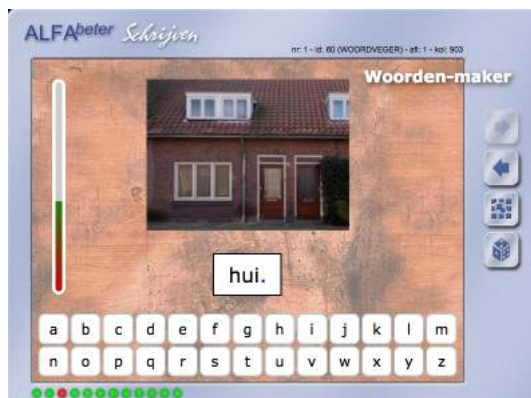 ALFAbeter Schrijven
nr: 1 - id: 60 (WOORDVEGER) - afl: 1 - kol: 903
Woorden-maker
hui.
a b c d e f g h i j k l m
n o p q r s t u v w x y z